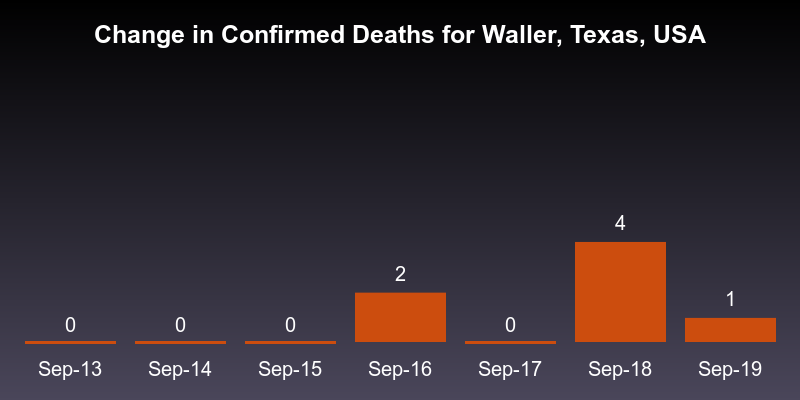 Change in Confirmed Deaths for Waller, Texas, USA
4
2
1
0 0 0 0
Sep-13 Sep-14 Sep-15 Sep-16 Sep-17 Sep-18 Sep-19